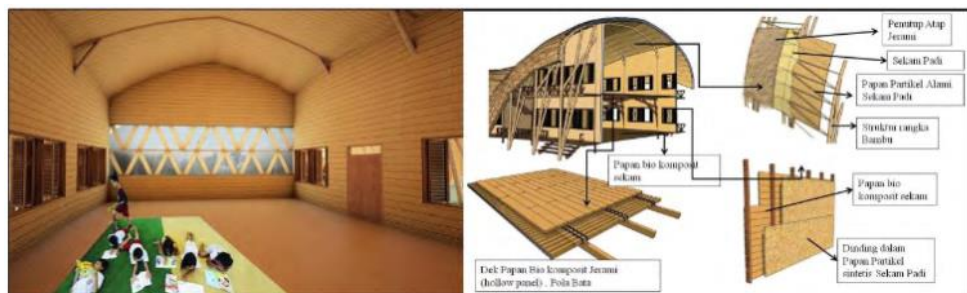 Penutup Atap
Jerami
Sekam Padi
Papan Partikel Alami
Sekam Padi
Struktur rangka
Bambu
Papan bio komposit
sekam
Papan bio
komposit sekam
Dinding dalam
Papan Partikel
sintetis Sekam Padi
Dek Papan Bio komposit Jerami
(hollow panel) . Pola Bata